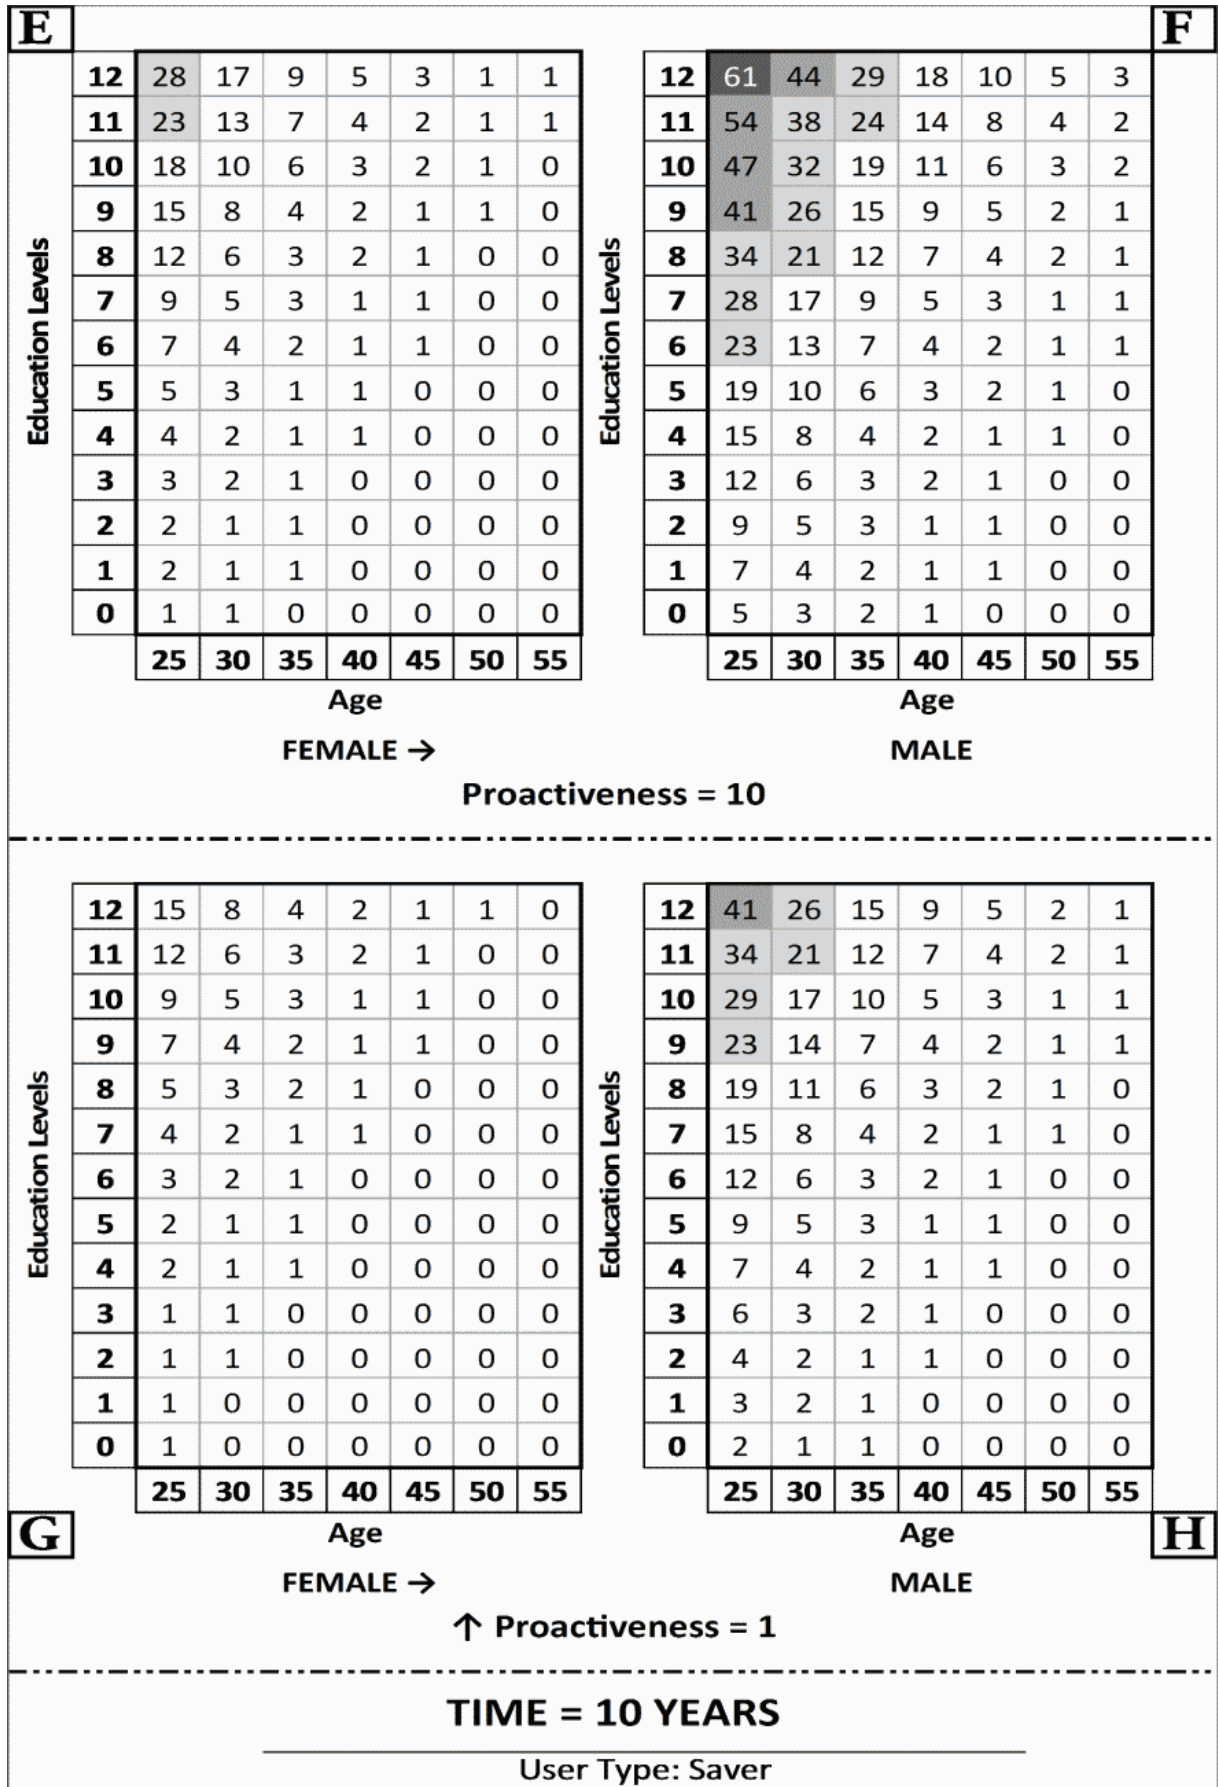 E F
12 28 17 9 5 3 1 1 12 61 44 29 18 10 5 3
11 23 13 7 4 2 1 1 11 54 38 24 14 8 4 2
10 18 10 6 3 2 1 0 10 47 32 19 11 6 3 2
9 15 8 4 2 1 1 0 9 41 26 15 9 5 2 1
8 12 6 3 2 1 0 0 8 34 21 12 7 4 2 1
7 9 5 3 1 1 0 0 7 28 17 9 5 3 1 1
6 7 4 2 1 1 0 0 6 23 13 7 4 2 1 1
5 5 3 1 1 0 0 0 5 19 10 6 3 2 1 0
4 4 2 1 1 0 0 0 4 15 8 4 2 1 1 0
3 3 2 1 0 0 0 0 3 12 6 3 2 1 0 0
2 2 1 1 0 0 0 0 2 9 5 3 1 1 0 0
1 2 1 1 0 0 0 0 1 7 4 2 1 1 0 0
0 1 1 0 0 0 0 0 0 5 3 2 1 0 0 0
Education Levels Education Levels
25 30 35 40 45 50 55 25 30 35 40 45 50 55
Age Age
FEMALE → MALE
Proactiveness = 10
12 15 8 4 2 1 1 0 12 41 26 15 9 5 2 1
11 12 6 3 2 1 0 0 11 34 21 12 7 4 2 1
10 9 5 3 1 1 0 0 10 29 17 10 5 3 1 1
9 7 4 2 1 1 0 0 9 23 14 7 4 2 1 1
8 5 3 2 1 0 0 0 8 19 11 6 3 2 1 0
7 4 2 1 1 0 0 0 7 15 8 4 2 1 1 0
6 3 2 1 0 0 0 0 6 12 6 3 2 1 0 0
5 2 1 1 0 0 0 0 5 9 5 3 1 1 0 0
4 2 1 1 0 0 0 0 4 7 4 2 1 1 0 0
3 1 1 0 0 0 0 0 3 6 3 2 1 0 0 0
2 1 1 0 0 0 0 0 2 4 2 1 1 0 0 0
1 1 0 0 0 0 0 0 1 3 2 1 0 0 0 0
0 1 0 0 0 0 0 0 0 2 1 1 0 0 0 0
Education Levels Education Levels
25 30 35 40 45 50 55 25 30 35 40 45 50 55
G Age Age H
FEMALE → MALE
↑ Proactiveness = 1
TIME = 10 YEARS
User Type: Saver